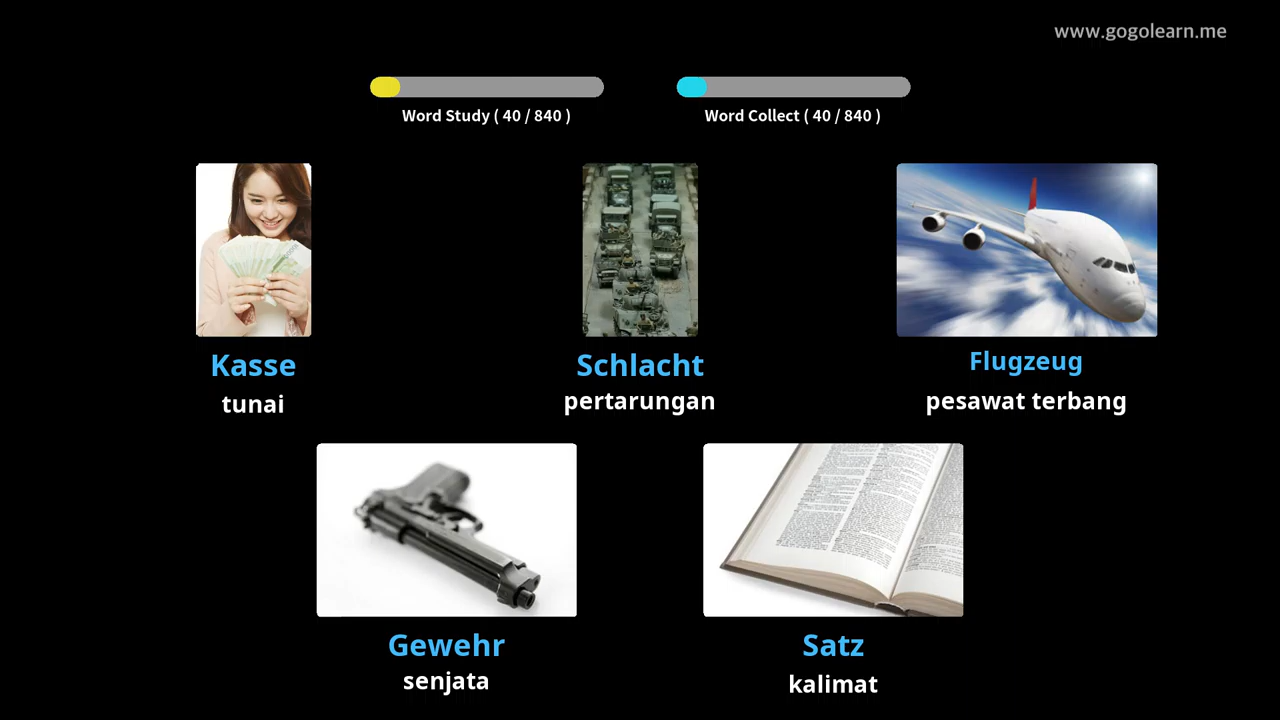 www.gogolearn.me
Word Study ( 40 / 840 )
Word Collect ( 40 / 840 )
Kasse
tunai
Schlacht
pertarungan
Flugzeug
pesawat terbang
Gewehr
senjata
Satz
kalimat